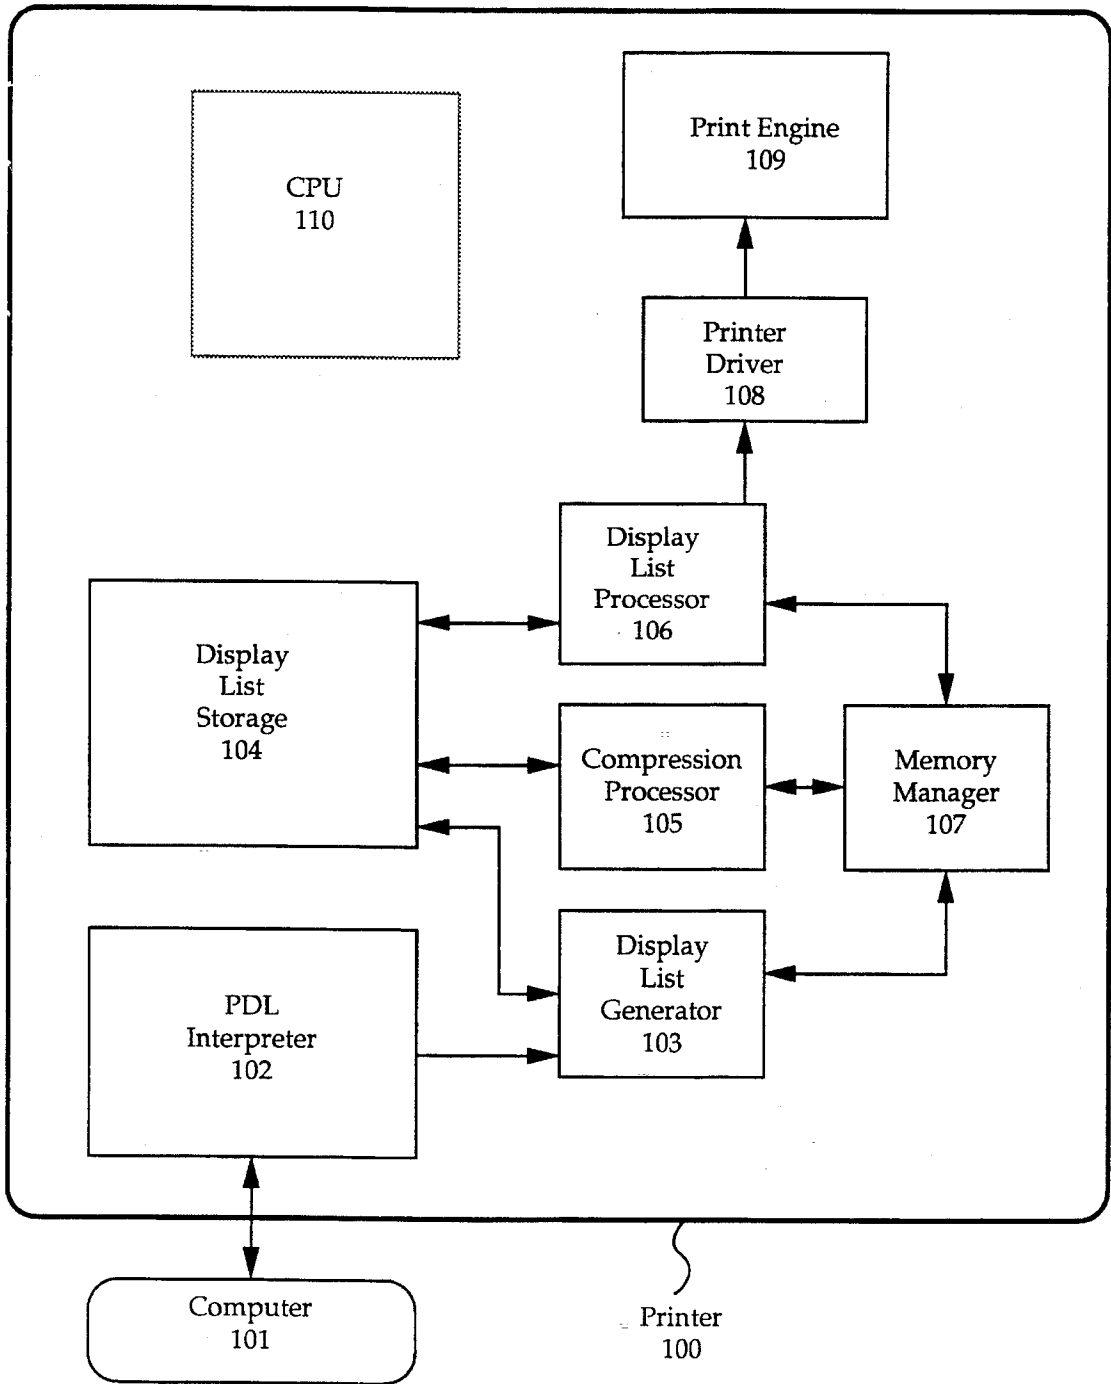 Print Engine
109
CPU
110
Printer
Driver
108
Display
List
Processor
106
Display
List
Storage
104
Compression
Processor
105
Memory
Manager
107
Display
List
Generator
103
PDL
Interpreter
102
Computer
101
Printer
100